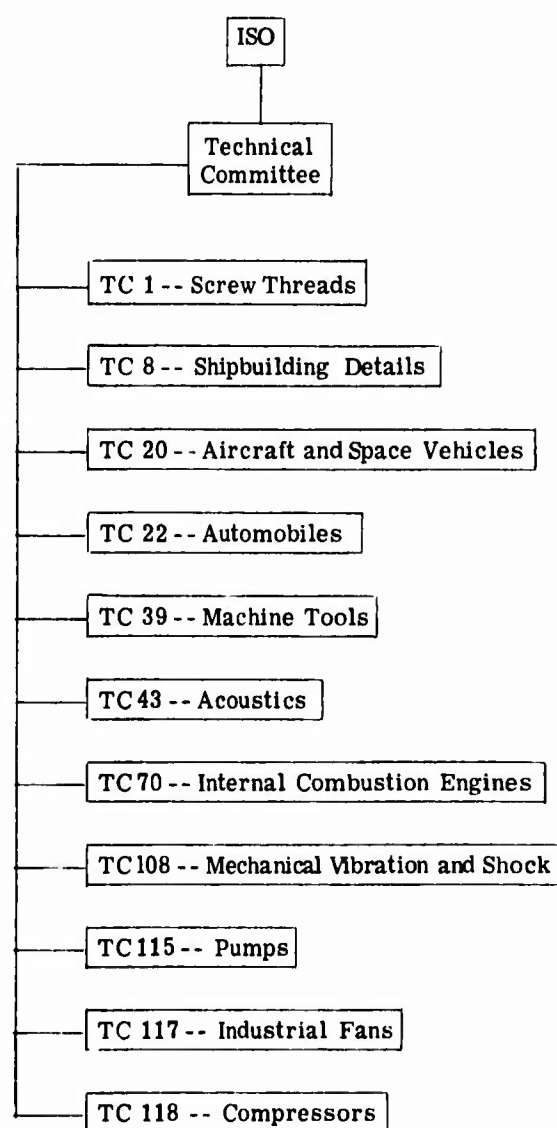 ISO
Technical
Committee
TC 1 -- Screw Threads
TC 8 -- Shipbuilding Details
TC 20 -- Aircraft and Space Vehicles
TC 22 -- Automobiles
TC 39 -- Machine Tools
TC 43 -- Acoustics
TC 70 -- Internal Combustion Engines
TC 108 -- Mechanical Vibration and Shock
TC 115 -- Pumps
TC 117 -- Industrial Fans
TC 118 -- Compressors